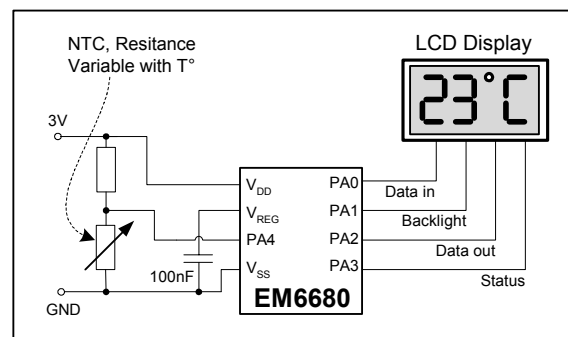 NTC, Resitance
Variable with T°
LCD Display
23°C
3V
VDD
VREG
PA4
VSS
100nF
GND
PA0
PA1
PA2
PA3
Data in
Backlight
Data out
Status
EM6680